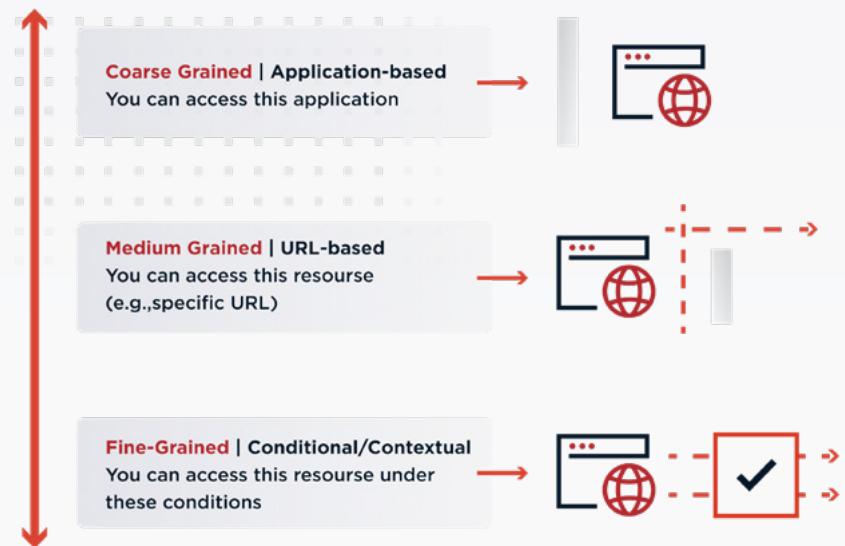 Coarse Grained | Application-based
You can access this application
Medium Grained | URL-based
You can access this resourse
(e.g.,specific URL)
Fine-Grained | Conditional/Contextual
You can access this resourse under
these conditions